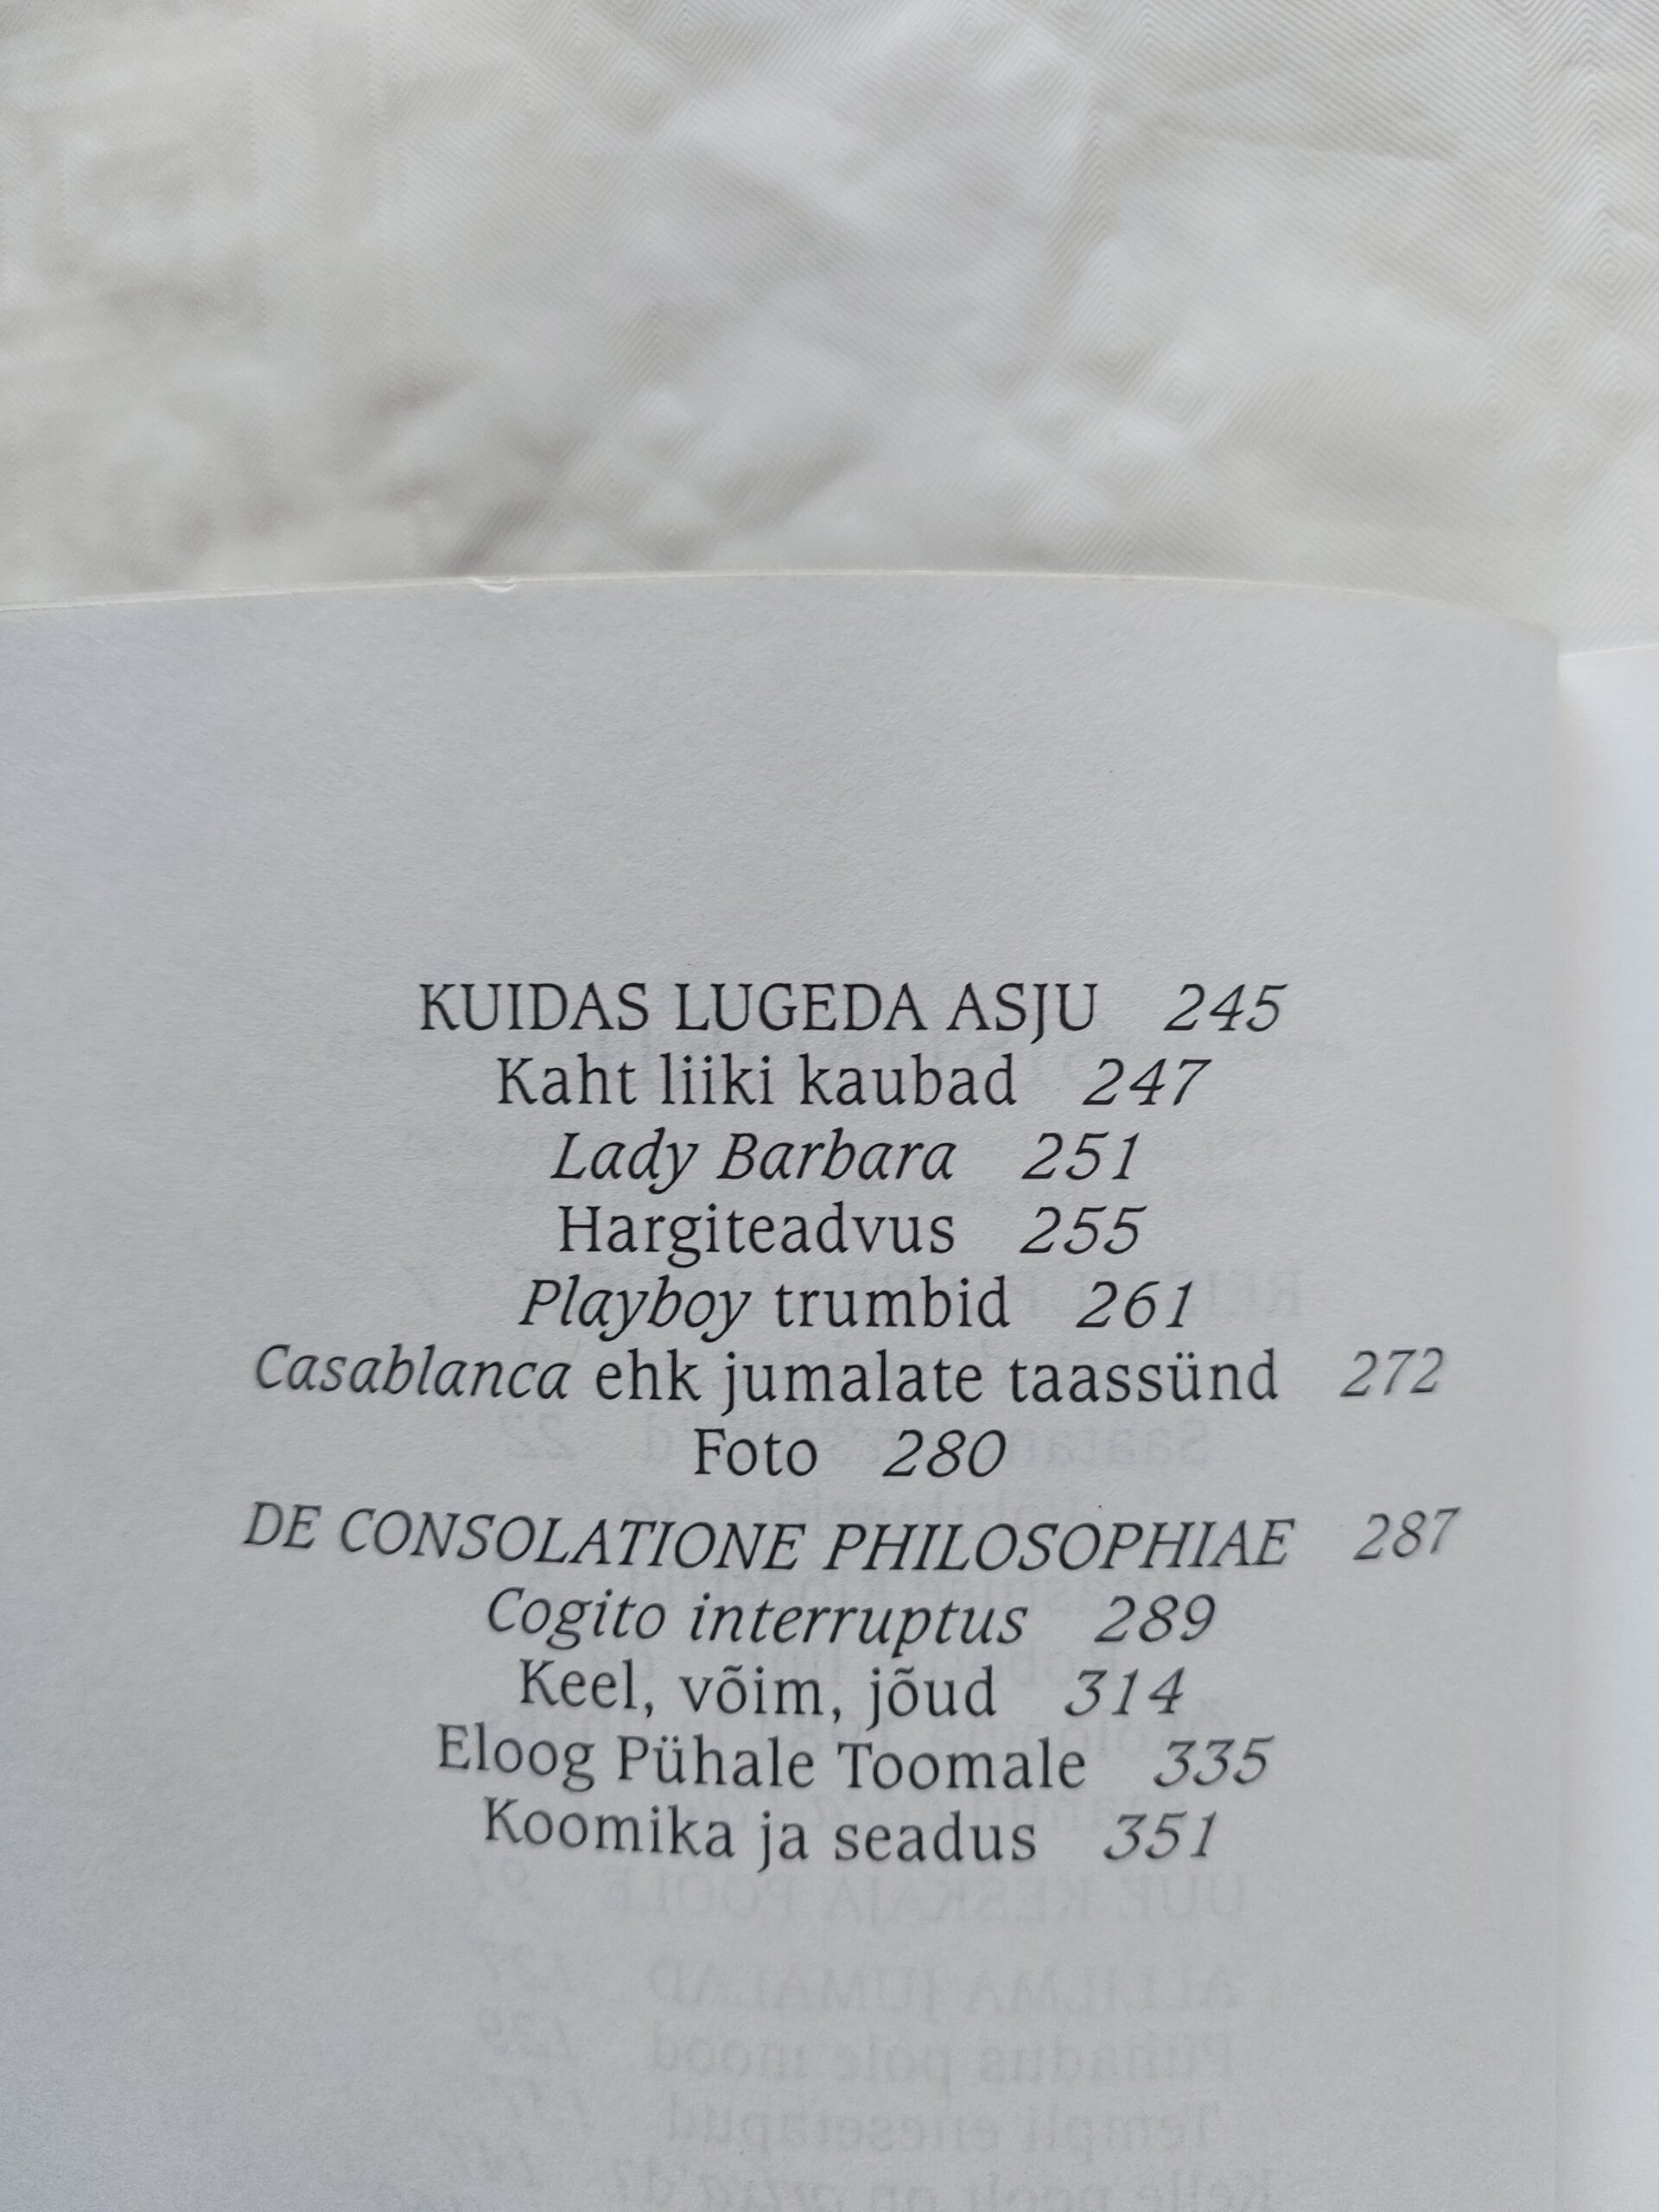 KUIDAS LUGEDA ASJU 245
Kaht liiki kaubad 247
Lady Barbara 251
Hargiteadvus 255
Playboy trumbid 261
Casablanca ehk jumalate taassünd 272
Foto 280
DE CONSOLATIONE PHILOSOPHIAE 287
Cogito interruptus 289
Keel, võim, jõud 314
Eloog Pühale Toomale 335
Koomika ja seadus 351